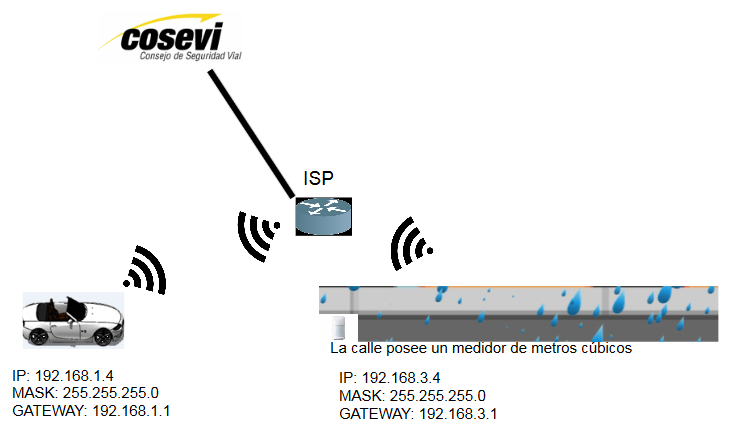 cosevi
Consejo de Seguridad Vial
ISP
La calle posee un medidor de metros cúbicos
IP: 192.168.1.4
MASK: 255.255.255.0
GATEWAY: 192.168.1.1
IP: 192.168.3.4
MASK: 255.255.255.0
GATEWAY: 192.168.3.1